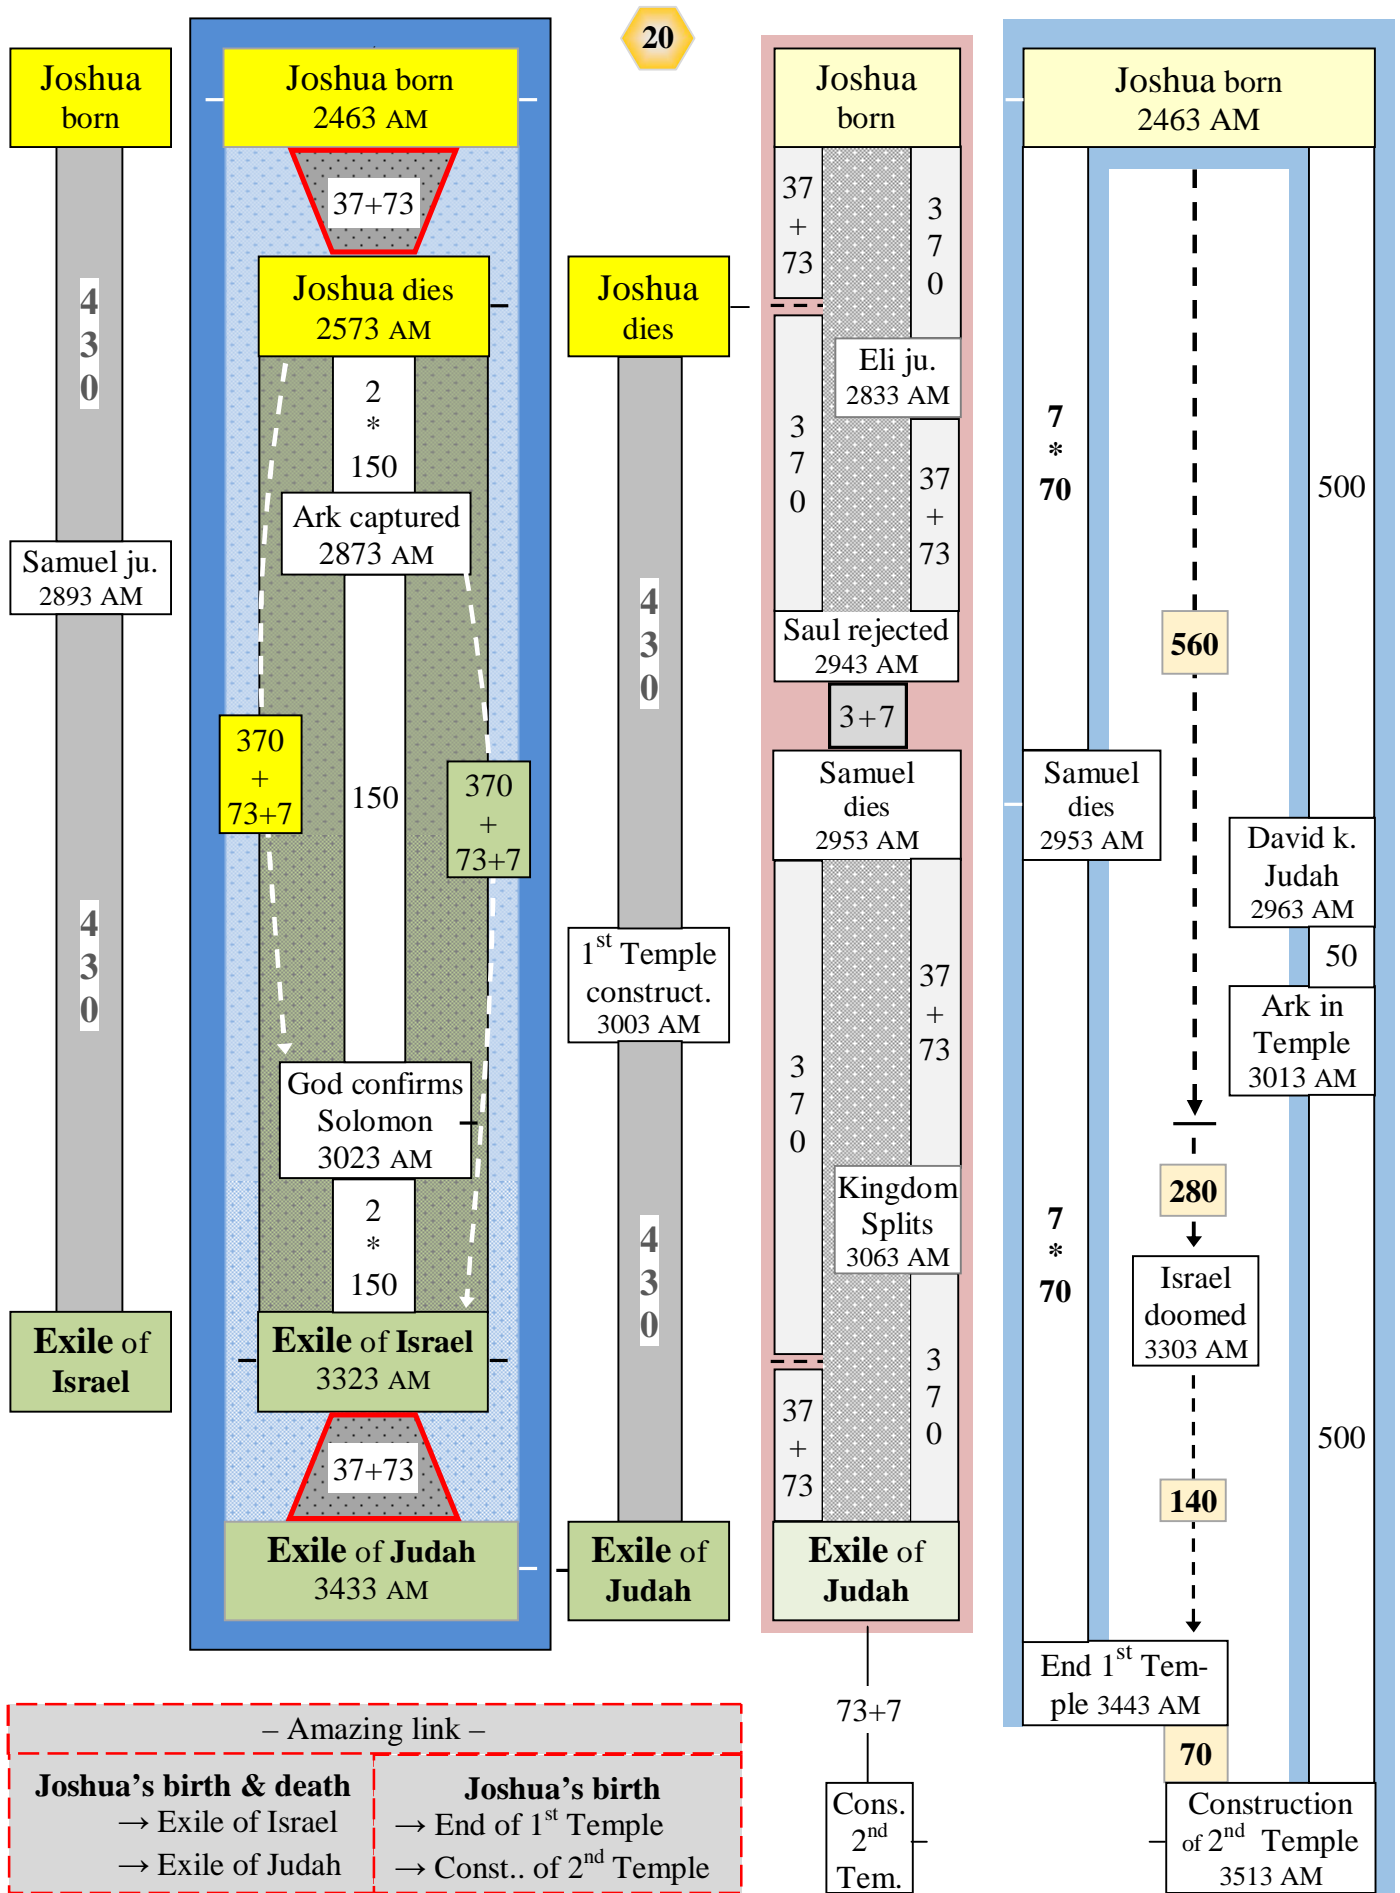 20
Joshua
born
4
3
0
Samuel ju.
2893 AM
4
3
0
Exile of
Israel
Joshua born
2463 AM
37+73
Joshua dies
2573 AM
2
*
150
Ark captured
2873 AM
370
+
73+7
150
370
+
73+7
God confirms
Solomon
3023 AM
2
*
150
Exile of Israel
3323 AM
37+73
Exile of Judah
3433 AM
Joshua
dies
4
3
0
1st Temple
construct.
3003 AM
4
3
0
Exile of
Judah
Joshua
born
37
+
73
3
7
0
Eli ju.
2833 AM
3
7
0
37
+
73
Saul rejected
2943 AM
3+7
Samuel
dies
2953 AM
3
7
0
37
+
73
Kingdom
Splits
3063 AM
37
+
73
3
7
0
Exile of
Judah
73+7
Cons.
2nd
Tem.
Joshua born
2463 AM
7
*
70
560
500
Samuel
dies
2953 AM
David k.
Judah
2963 AM
50
Ark in
Temple
3013 AM
7
*
70
280
Israel
doomed
3303 AM
500
140
End 1st Tem-
ple 3443 AM
70
Construction
of 2nd Temple
3513 AM
– Amazing link –
Joshua's birth & death
→ Exile of Israel
→ Exile of Judah
Joshua's birth
→ End of 1st Temple
→ Const.. of 2nd Temple